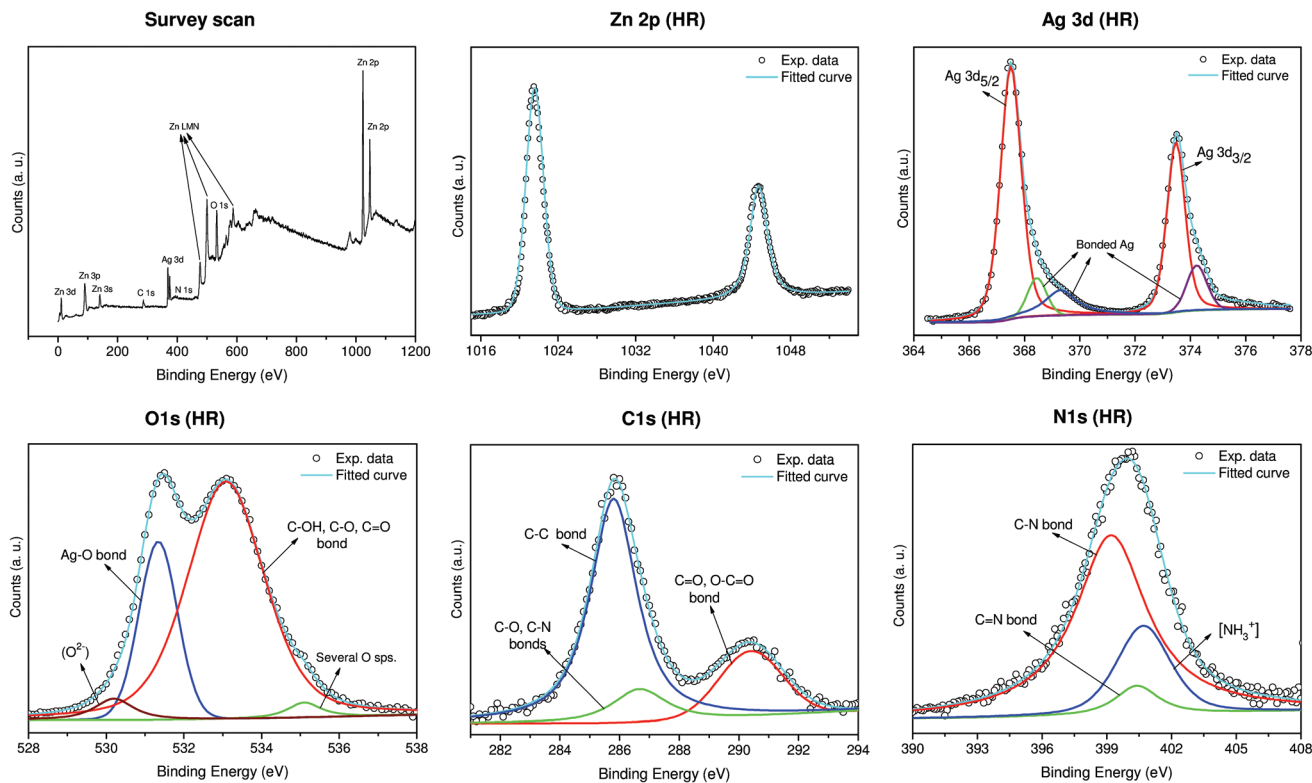 Survey scan
Zn 2p
Zn LMN
Zn 2p
O 1s
Ag 3d
Zn 3p
Zn 3s
N 1s
C 1s
Zn 3d
Counts (a. u.)
0 200 400 600 800 1000 1200
Binding Energy (eV)
Zn 2p (HR)
Exp. data
Fitted curve
Counts (a. u.)
1016 1024 1032 1040 1048
Binding Energy (eV)
Ag 3d (HR)
Exp. data
Fitted curve
Ag 3d5/2
Ag 3d3/2
Bonded Ag
Counts (a. u.)
364 366 368 370 372 374 376 378
Binding Energy (eV)
O1s (HR)
Exp. data
Fitted curve
C-OH, C-O, C=O
bond
Ag-O bond
(O2-)
Several O sps.
Counts (a. u.)
528 530 532 534 536 538
Binding Energy (eV)
C1s (HR)
Exp. data
Fitted curve
C-C bond
C=O, O-C=O
bond
C-O, C-N
bonds
Counts (a.u.)
282 284 286 288 290 292 294
Binding Energy (eV)
N1s (HR)
Exp. data
Fitted curve
C-N bond
C=N bond
[NH3+]
Counts (a. u.)
390 393 396 399 402 405 408
Binding Energy (eV)